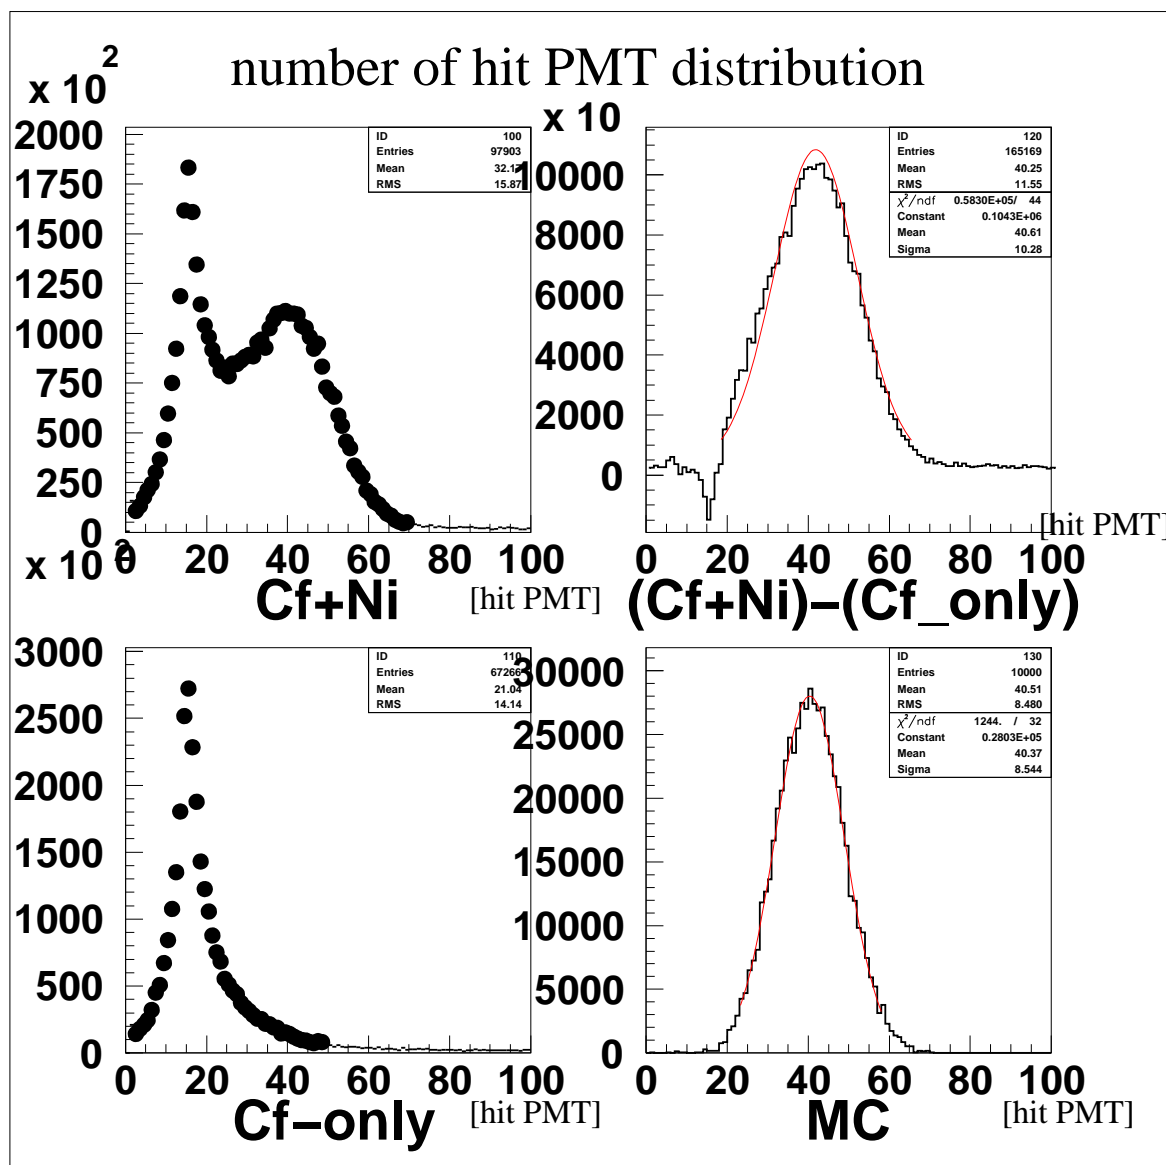 number of hit PMT distribution
x 10 2
2000
1750
1500
1250
1000
750
500
250
0
0 20 40 60 80 100
ID 100
Entries 97903
Mean 32.17
RMS 15.87
Cf+Ni
[hit PMT]
x 10
10000
8000
6000
4000
2000
0
0 20 40 60 80 100
ID 120
Entries 165169
Mean 40.25
RMS 11.55
χ²/ndf 0.5830E+05/ 44
Constant 0.1043E+06
Mean 40.61
Sigma 10.28
[hit PMT]
(Cf+Ni)−(Cf_only)
x 10 2
3000
2500
2000
1500
1000
500
0
0 20 40 60 80 100
ID 110
Entries 67266
Mean 21.04
RMS 14.14
Cf−only
[hit PMT]
30000
25000
20000
15000
10000
5000
0
0 20 40 60 80 100
ID 130
Entries 10000
Mean 40.51
RMS 8.480
χ²/ndf 1244. / 32
Constant 0.2803E+05
Mean 40.37
Sigma 8.544
MC
[hit PMT]